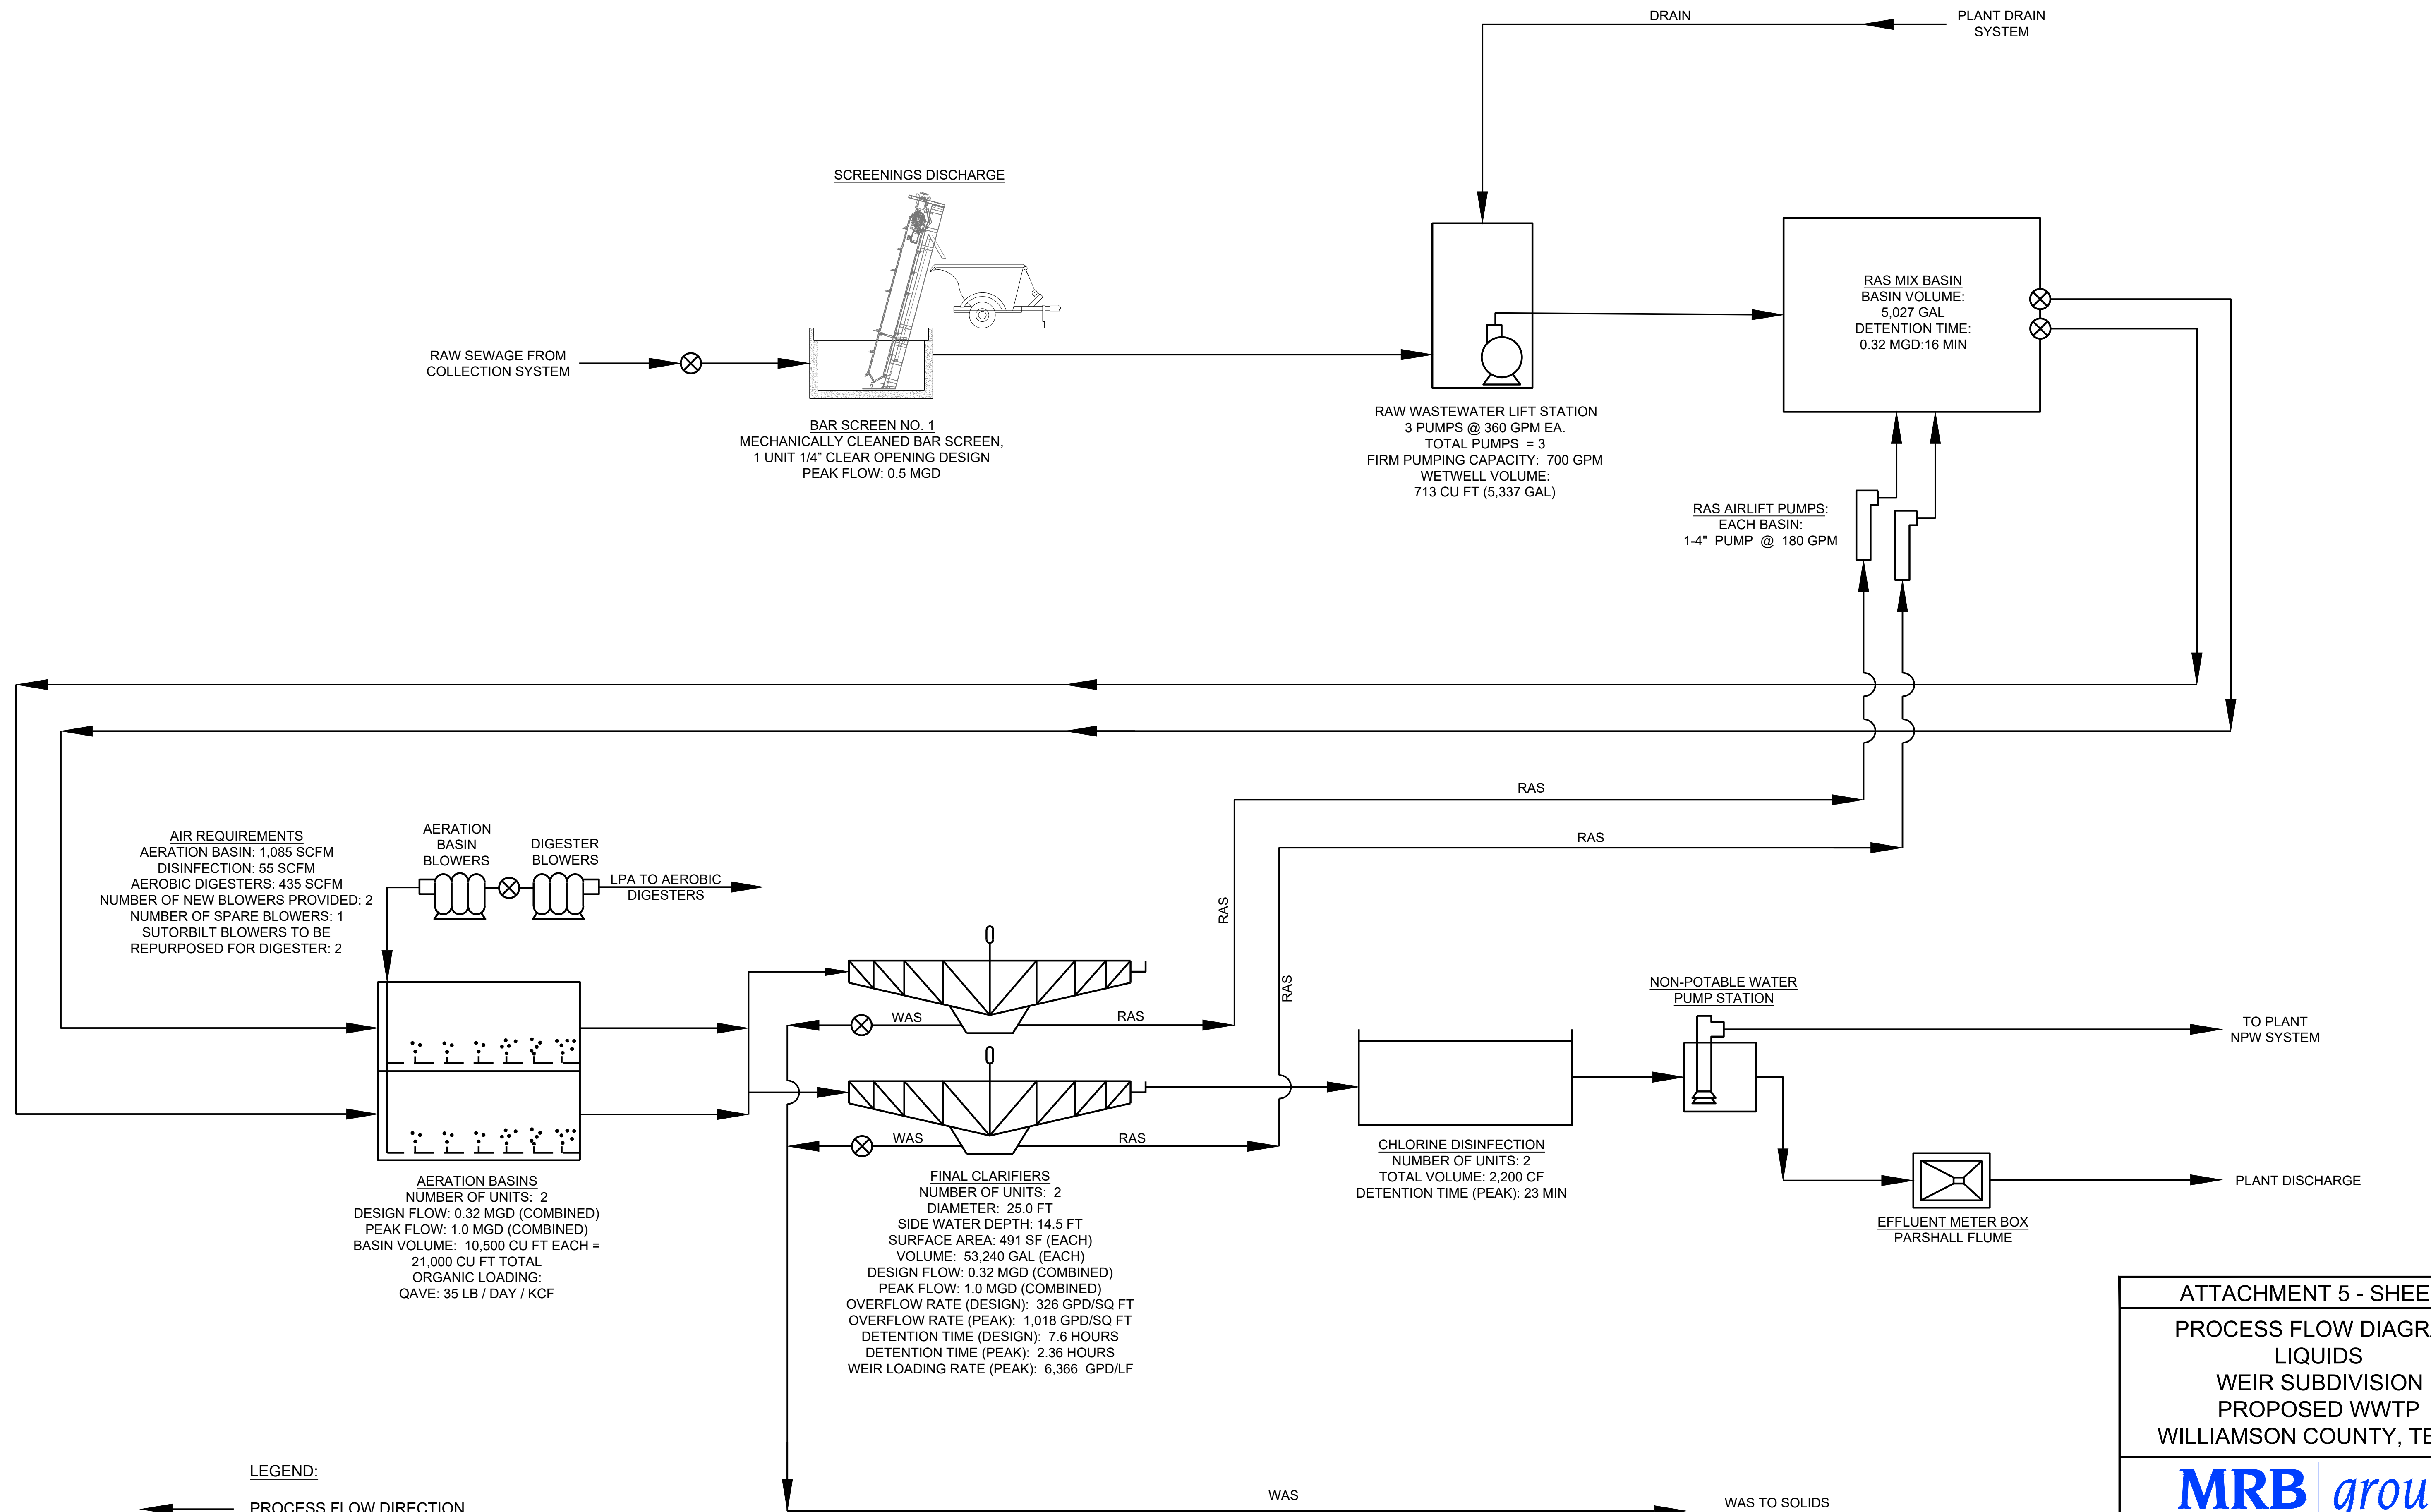 DRAIN
PLANT DRAIN
SYSTEM
SCREENINGS DISCHARGE
RAW SEWAGE FROM
COLLECTION SYSTEM
BAR SCREEN NO. 1
MECHANICALLY CLEANED BAR SCREEN,
1 UNIT 1/4" CLEAR OPENING DESIGN
PEAK FLOW: 0.5 MGD
RAW WASTEWATER LIFT STATION
3 PUMPS @ 360 GPM EA.
TOTAL PUMPS = 3
FIRM PUMPING CAPACITY: 700 GPM
WETWELL VOLUME:
713 CU FT (5,337 GAL)
RAS MIX BASIN
BASIN VOLUME:
5,027 GAL
DETENTION TIME:
0.32 MGD:16 MIN
RAS AIRLIFT PUMPS:
EACH BASIN:
1-4" PUMP @ 180 GPM
RAS
RAS
RAS
RAS
AIR REQUIREMENTS
AERATION BASIN: 1,085 SCFM
DISINFECTION: 55 SCFM
AEROBIC DIGESTERS: 435 SCFM
NUMBER OF NEW BLOWERS PROVIDED: 2
NUMBER OF SPARE BLOWERS: 1
SUTORBILT BLOWERS TO BE
REPURPOSED FOR DIGESTER: 2
AERATION
BASIN
BLOWERS
DIGESTER
BLOWERS
LPA TO AEROBIC
DIGESTERS
WAS
RAS
WAS
RAS
AERATION BASINS
NUMBER OF UNITS: 2
DESIGN FLOW: 0.32 MGD (COMBINED)
PEAK FLOW: 1.0 MGD (COMBINED)
BASIN VOLUME: 10,500 CU FT EACH =
21,000 CU FT TOTAL
ORGANIC LOADING:
QAVE: 35 LB / DAY / KCF
FINAL CLARIFIERS
NUMBER OF UNITS: 2
DIAMETER: 25.0 FT
SIDE WATER DEPTH: 14.5 FT
SURFACE AREA: 491 SF (EACH)
VOLUME: 53,240 GAL (EACH)
DESIGN FLOW: 0.32 MGD (COMBINED)
PEAK FLOW: 1.0 MGD (COMBINED)
OVERFLOW RATE (DESIGN): 326 GPD/SQ FT
OVERFLOW RATE (PEAK): 1,018 GPD/SQ FT
DETENTION TIME (DESIGN): 7.6 HOURS
DETENTION TIME (PEAK): 2.36 HOURS
WEIR LOADING RATE (PEAK): 6,366 GPD/LF
CHLORINE DISINFECTION
NUMBER OF UNITS: 2
TOTAL VOLUME: 2,200 CF
DETENTION TIME (PEAK): 23 MIN
NON-POTABLE WATER
PUMP STATION
TO PLANT
NPW SYSTEM
EFFLUENT METER BOX
PARSHALL FLUME
PLANT DISCHARGE
LEGEND:
PROCESS FLOW DIRECTION
WAS
WAS TO SOLIDS
ATTACHMENT 5 - SHEE
PROCESS FLOW DIAGR
LIQUIDS
WEIR SUBDIVISION
PROPOSED WWTP
WILLIAMSON COUNTY, TE
MRB grou